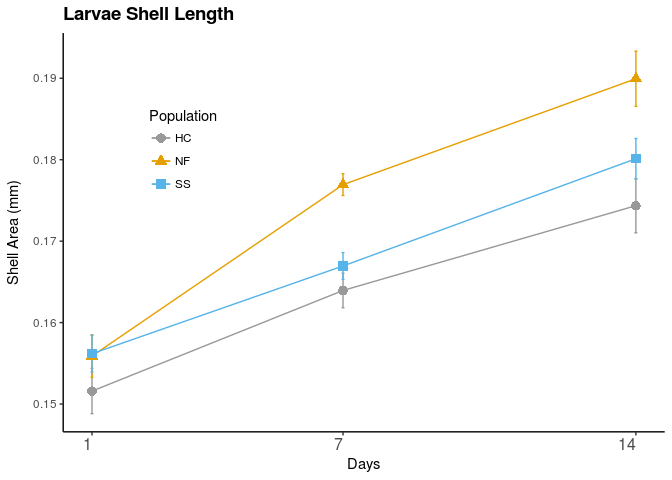 Larvae Shell Length
Shell Area (mm)
0.19
0.18
0.17
0.16
0.15
Population
HC
NF
SS
1 7 14
Days